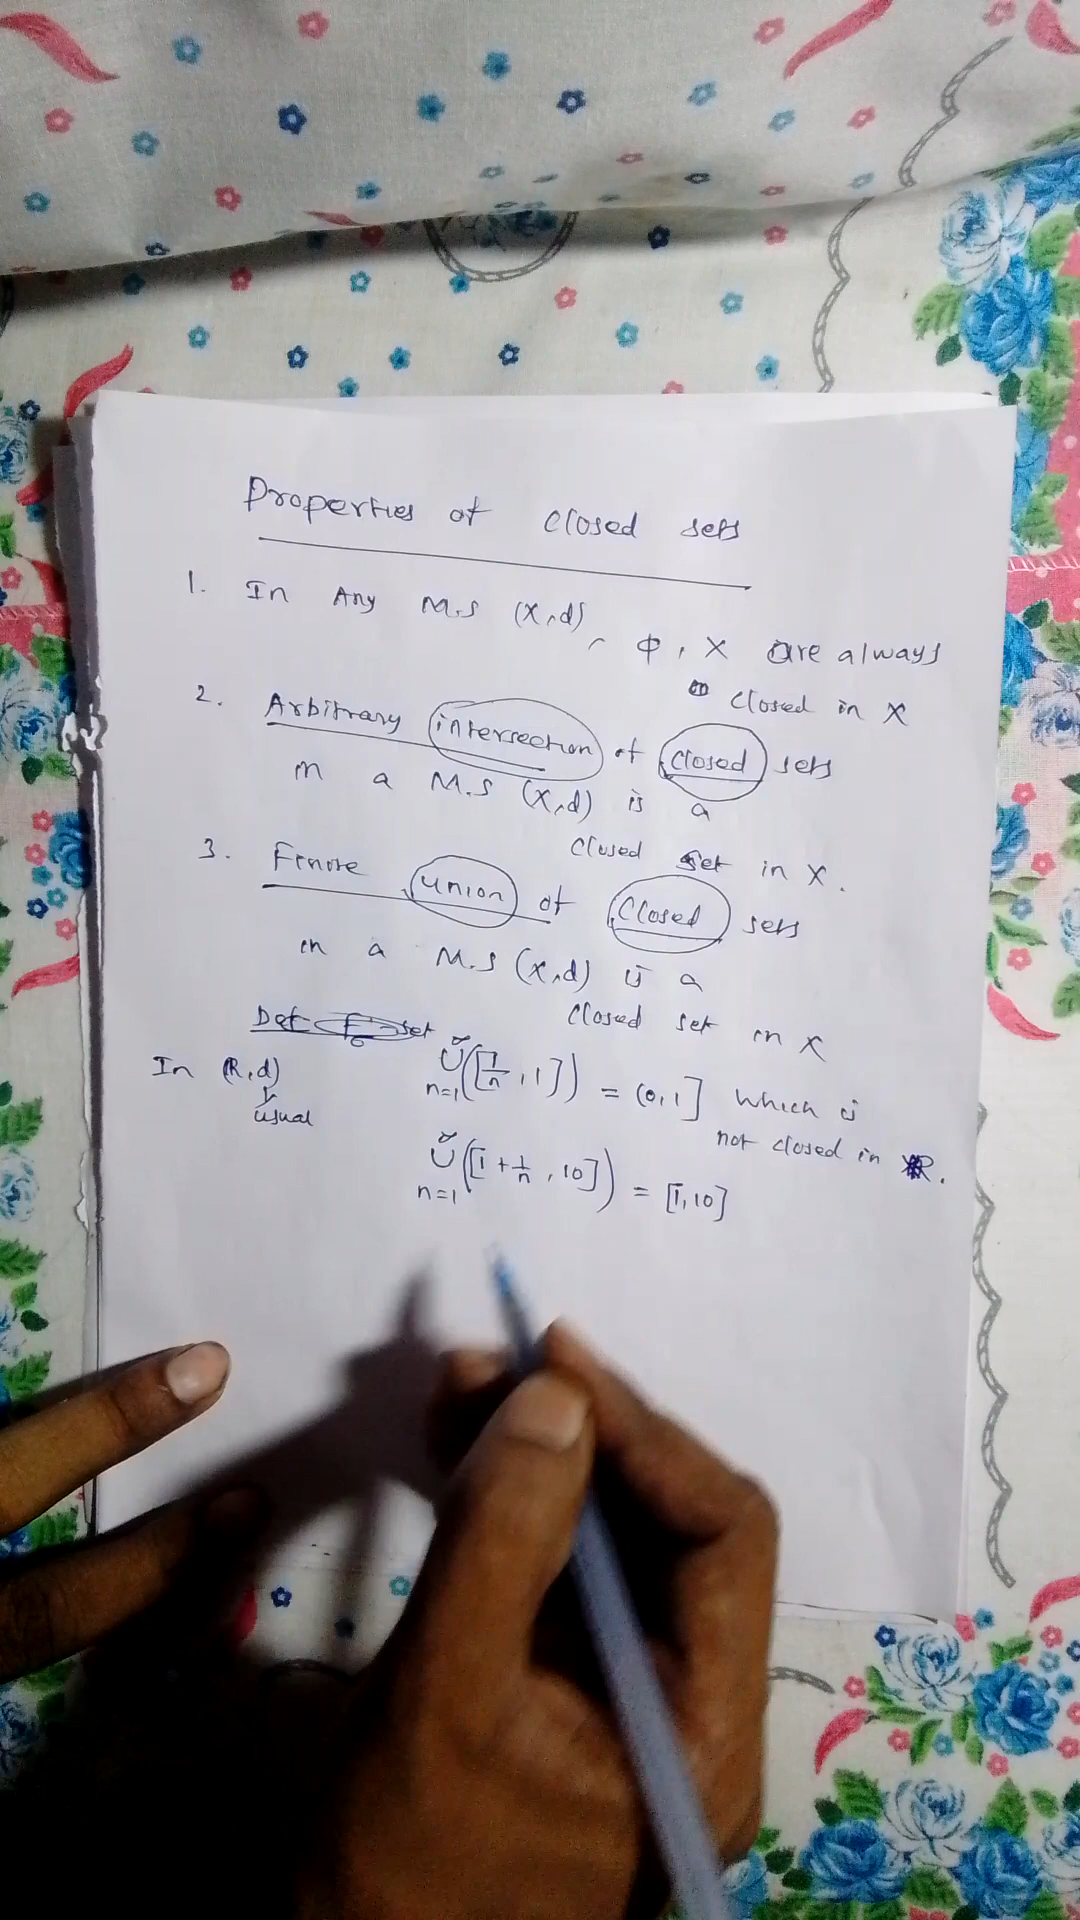 Properties of closed sets
1. In Any M.S (X,d), φ, X are always
closed in X
2. Arbitrary intersection of closed sets
in a M.S (X,d) is a
closed set in X.
3. Finite union of closed sets
in a M.S (X,d) is a
closed set in X
Def set
In (R,d) ∞∪n=1([1/n, 1]) = (0,1] which is
usual
not closed in R.
∞∪n=1([1+1/n, 10]) = [1,10]